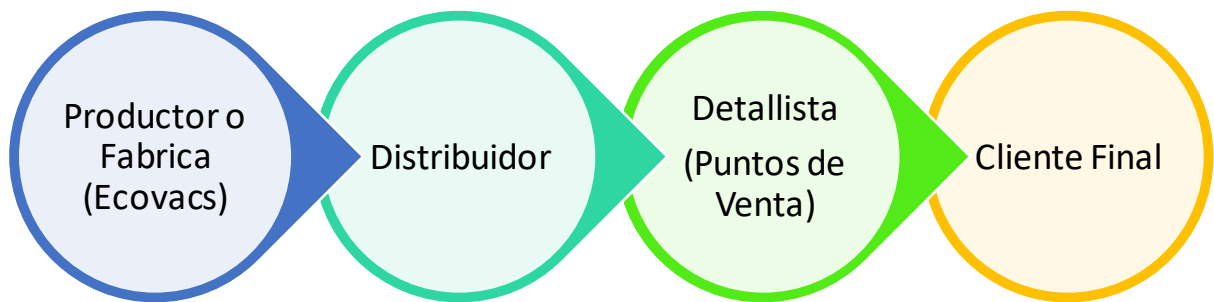 Productor o
Fabrica
(Ecovacs)
Distribuidor
Detallista
(Puntos de
Venta)
Cliente Final